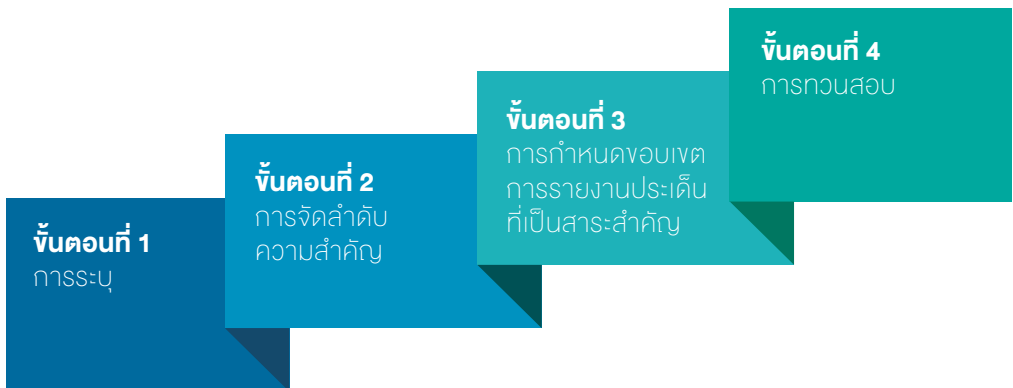 ขั้นตอนที่ 1
การระบุ
ขั้นตอนที่ 2
การจัดลำดับ
ความสำคัญ
ขั้นตอนที่ 3
การกำหนดขอบเขต
การรายงานประเด็น
ที่เป็นสาระสำคัญ
ขั้นตอนที่ 4
การทวนสอบ